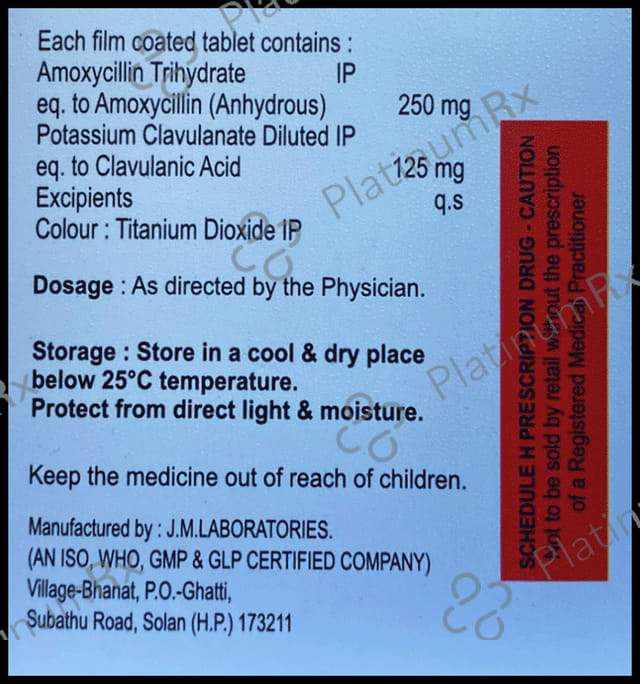 Each film coated tablet contains :
Amoxycillin Trihydrate IP
eq. to Amoxycillin (Anhydrous) 250 mg
Potassium Clavulanate Diluted IP
eq. to Clavulanic Acid 125 mg
Excipients q.s
Colour : Titanium Dioxide IP
Dosage : As directed by the Physician.
Storage : Store in a cool & dry place
below 25°C temperature.
Protect from direct light & moisture.
Keep the medicine out of reach of children.
Manufactured by : J.M.LABORATORIES.
(AN ISO, WHO, GMP & GLP CERTIFIED COMPANY)
Village-Bhanat, P.O.-Ghatti,
Subathu Road, Solan (H.P.) 173211
SCHEDULE H PRESCRIPTION DRUG - CAUTION
Not to be sold by retail without the prescription
of a Registered Medical Practitioner
PlatinumRx
PlatinumRx